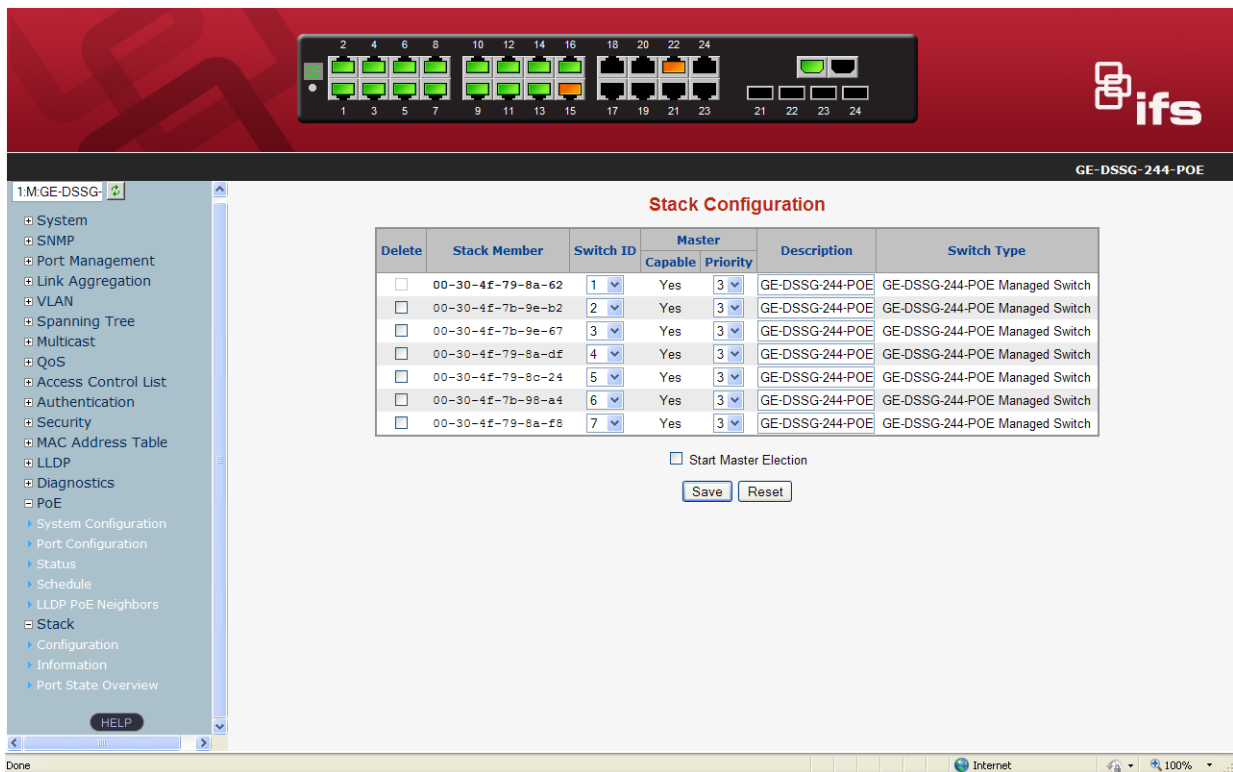 2 4 6 8 10 12 14 16 18 20 22 24
1 3 5 7 9 11 13 15 17 19 21 23 21 22 23 24
ifs
GE-DSSG-244-POE
1:M:GE-DSSG-
System
SNMP
Port Management
Link Aggregation
VLAN
Spanning Tree
Multicast
QoS
Access Control List
Authentication
Security
MAC Address Table
LLDP
Diagnostics
PoE
System Configuration
Port Configuration
Status
Schedule
LLDP PoE Neighbors
Stack
Configuration
Information
Port State Overview
HELP
Stack Configuration
Delete Stack Member Switch ID Master Description Switch Type
Capable Priority
00-30-4f-79-8a-62 1 Yes 3 GE-DSSG-244-POE GE-DSSG-244-POE Managed Switch
00-30-4f-7b-9e-b2 2 Yes 3 GE-DSSG-244-POE GE-DSSG-244-POE Managed Switch
00-30-4f-7b-9e-67 3 Yes 3 GE-DSSG-244-POE GE-DSSG-244-POE Managed Switch
00-30-4f-79-8a-df 4 Yes 3 GE-DSSG-244-POE GE-DSSG-244-POE Managed Switch
00-30-4f-79-8c-24 5 Yes 3 GE-DSSG-244-POE GE-DSSG-244-POE Managed Switch
00-30-4f-7b-98-a4 6 Yes 3 GE-DSSG-244-POE GE-DSSG-244-POE Managed Switch
00-30-4f-79-8a-f8 7 Yes 3 GE-DSSG-244-POE GE-DSSG-244-POE Managed Switch
Start Master Election
Save Reset
Done Internet 100%